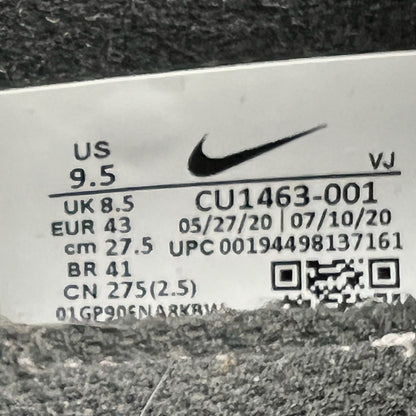 US
9.5
VJ
UK 8.5
CU1463-001
EUR 43
05/27/20 | 07/10/20
cm 27.5
UPC 00194498137161
BR 41
CN 275(2.5)